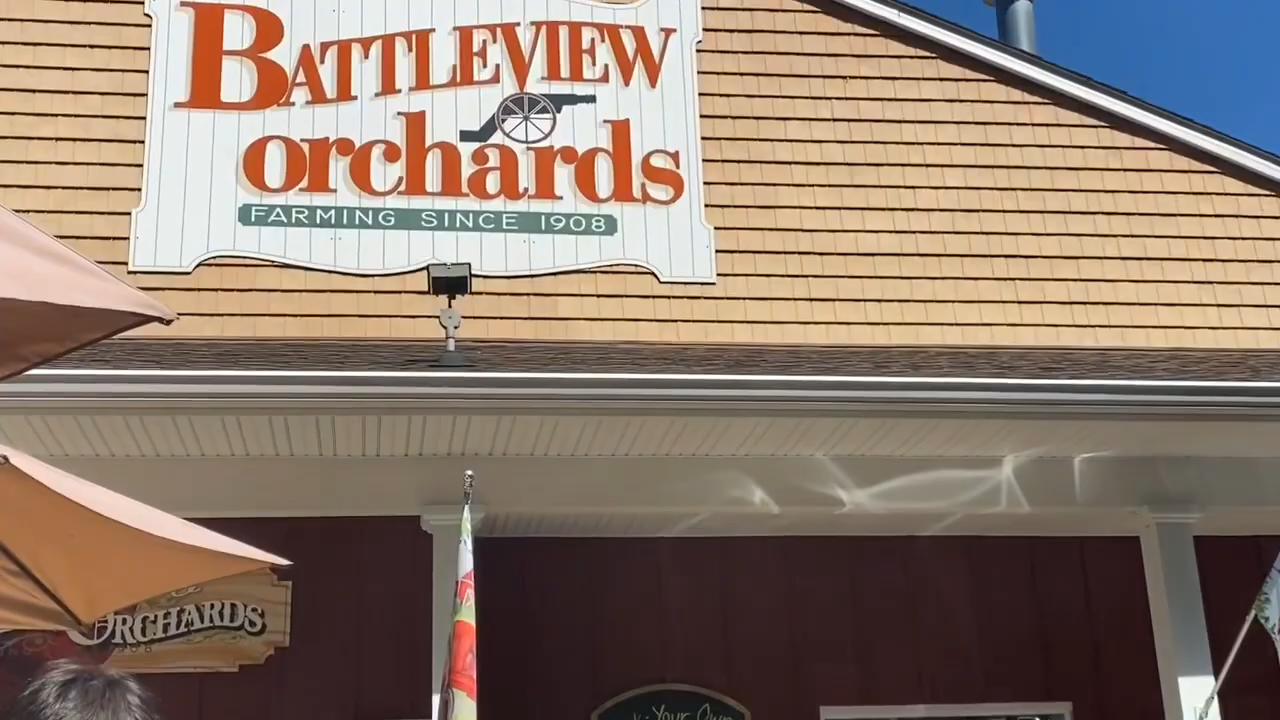 BATTLEVIEW
orchards
FARMING SINCE 1908
ORCHARDS
Your Own